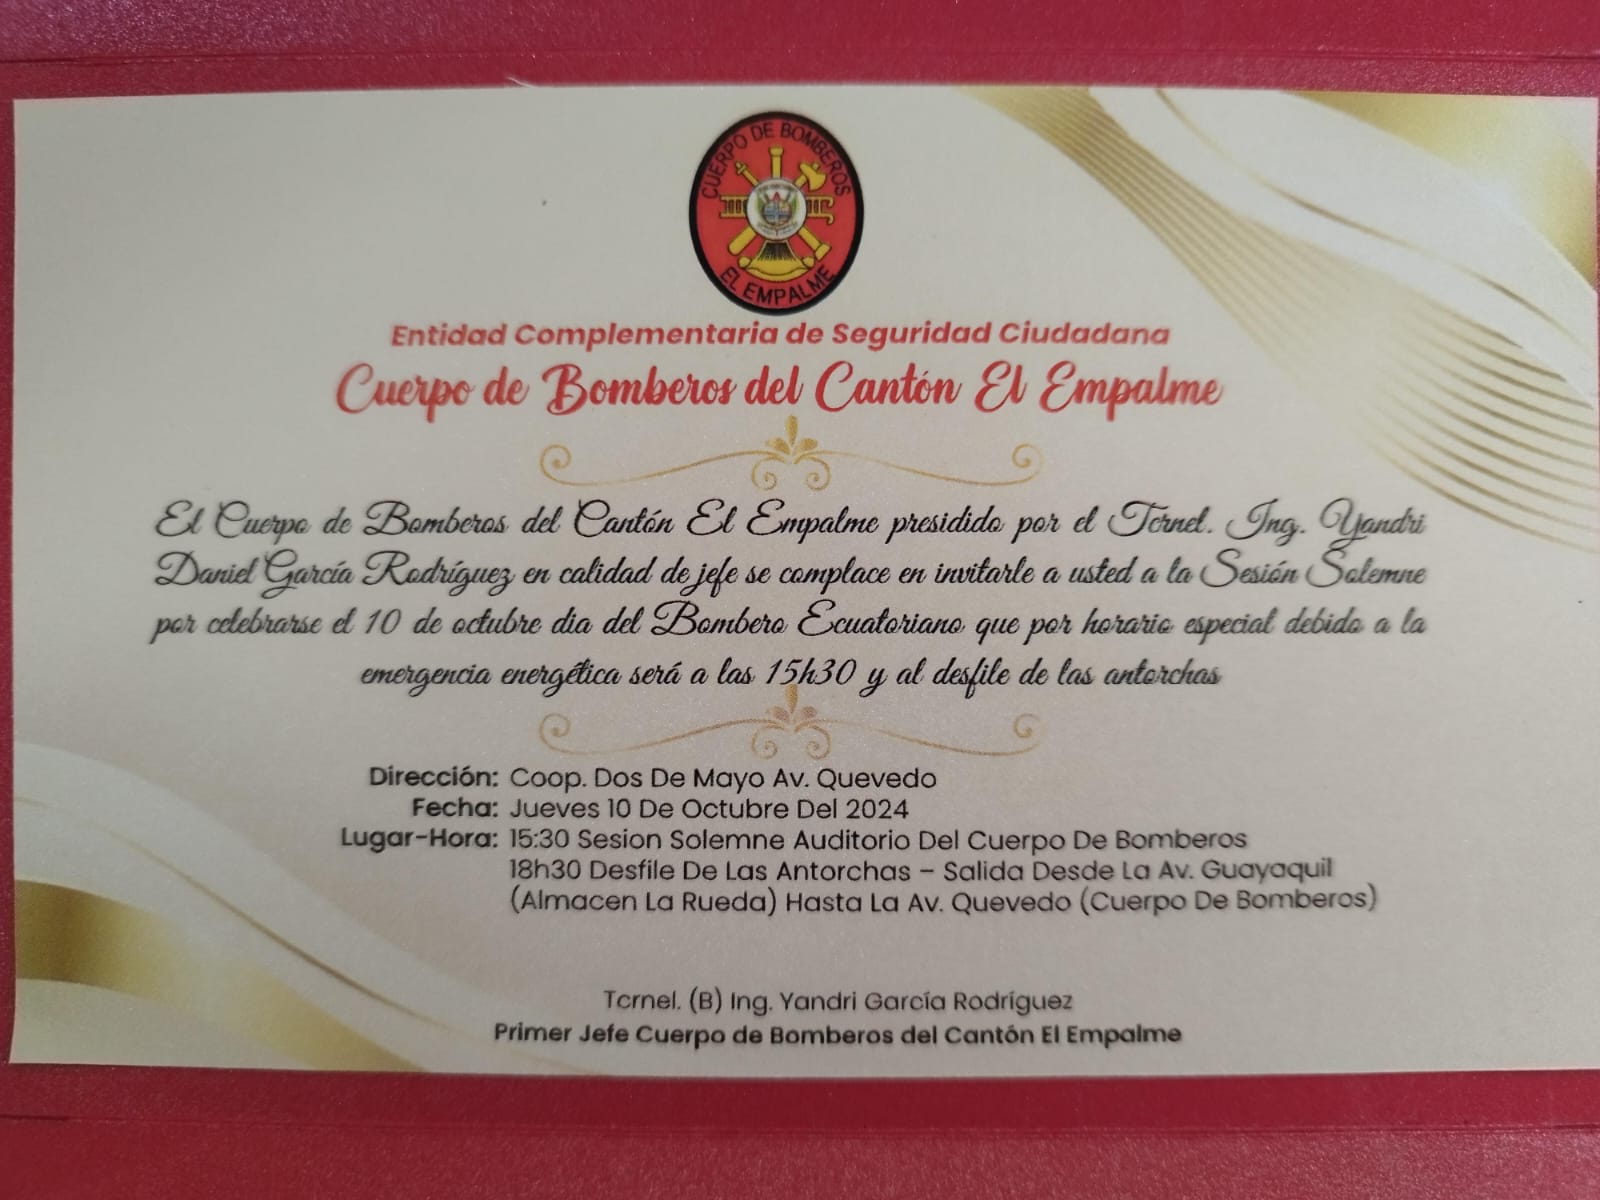 CUERPO DE BOMBEROS
EL EMPALME
Entidad Complementaria de Seguridad Ciudadana
Cuerpo de Bomberos del Cantón El Empalme
El Cuerpo de Bomberos del Cantón El Empalme presidido por el Tcrnel. Ing. Yandri
Daniel García Rodríguez en calidad de jefe se complace en invitarle a usted a la Sesión Solemne
por celebrarse el 10 de octubre dia del Bombero Ecuatoriano que por horario especial debido a la
emergencia energética será a las 15h30 y al desfile de las antorchas
Dirección: Coop. Dos De Mayo Av. Quevedo
Fecha: Jueves 10 De Octubre Del 2024
Lugar-Hora: 15:30 Sesion Solemne Auditorio Del Cuerpo De Bomberos
18h30 Desfile De Las Antorchas – Salida Desde La Av. Guayaquil
(Almacen La Rueda) Hasta La Av. Quevedo (Cuerpo De Bomberos)
Tcrnel. (B) Ing. Yandri García Rodríguez
Primer Jefe Cuerpo de Bomberos del Cantón El Empalme